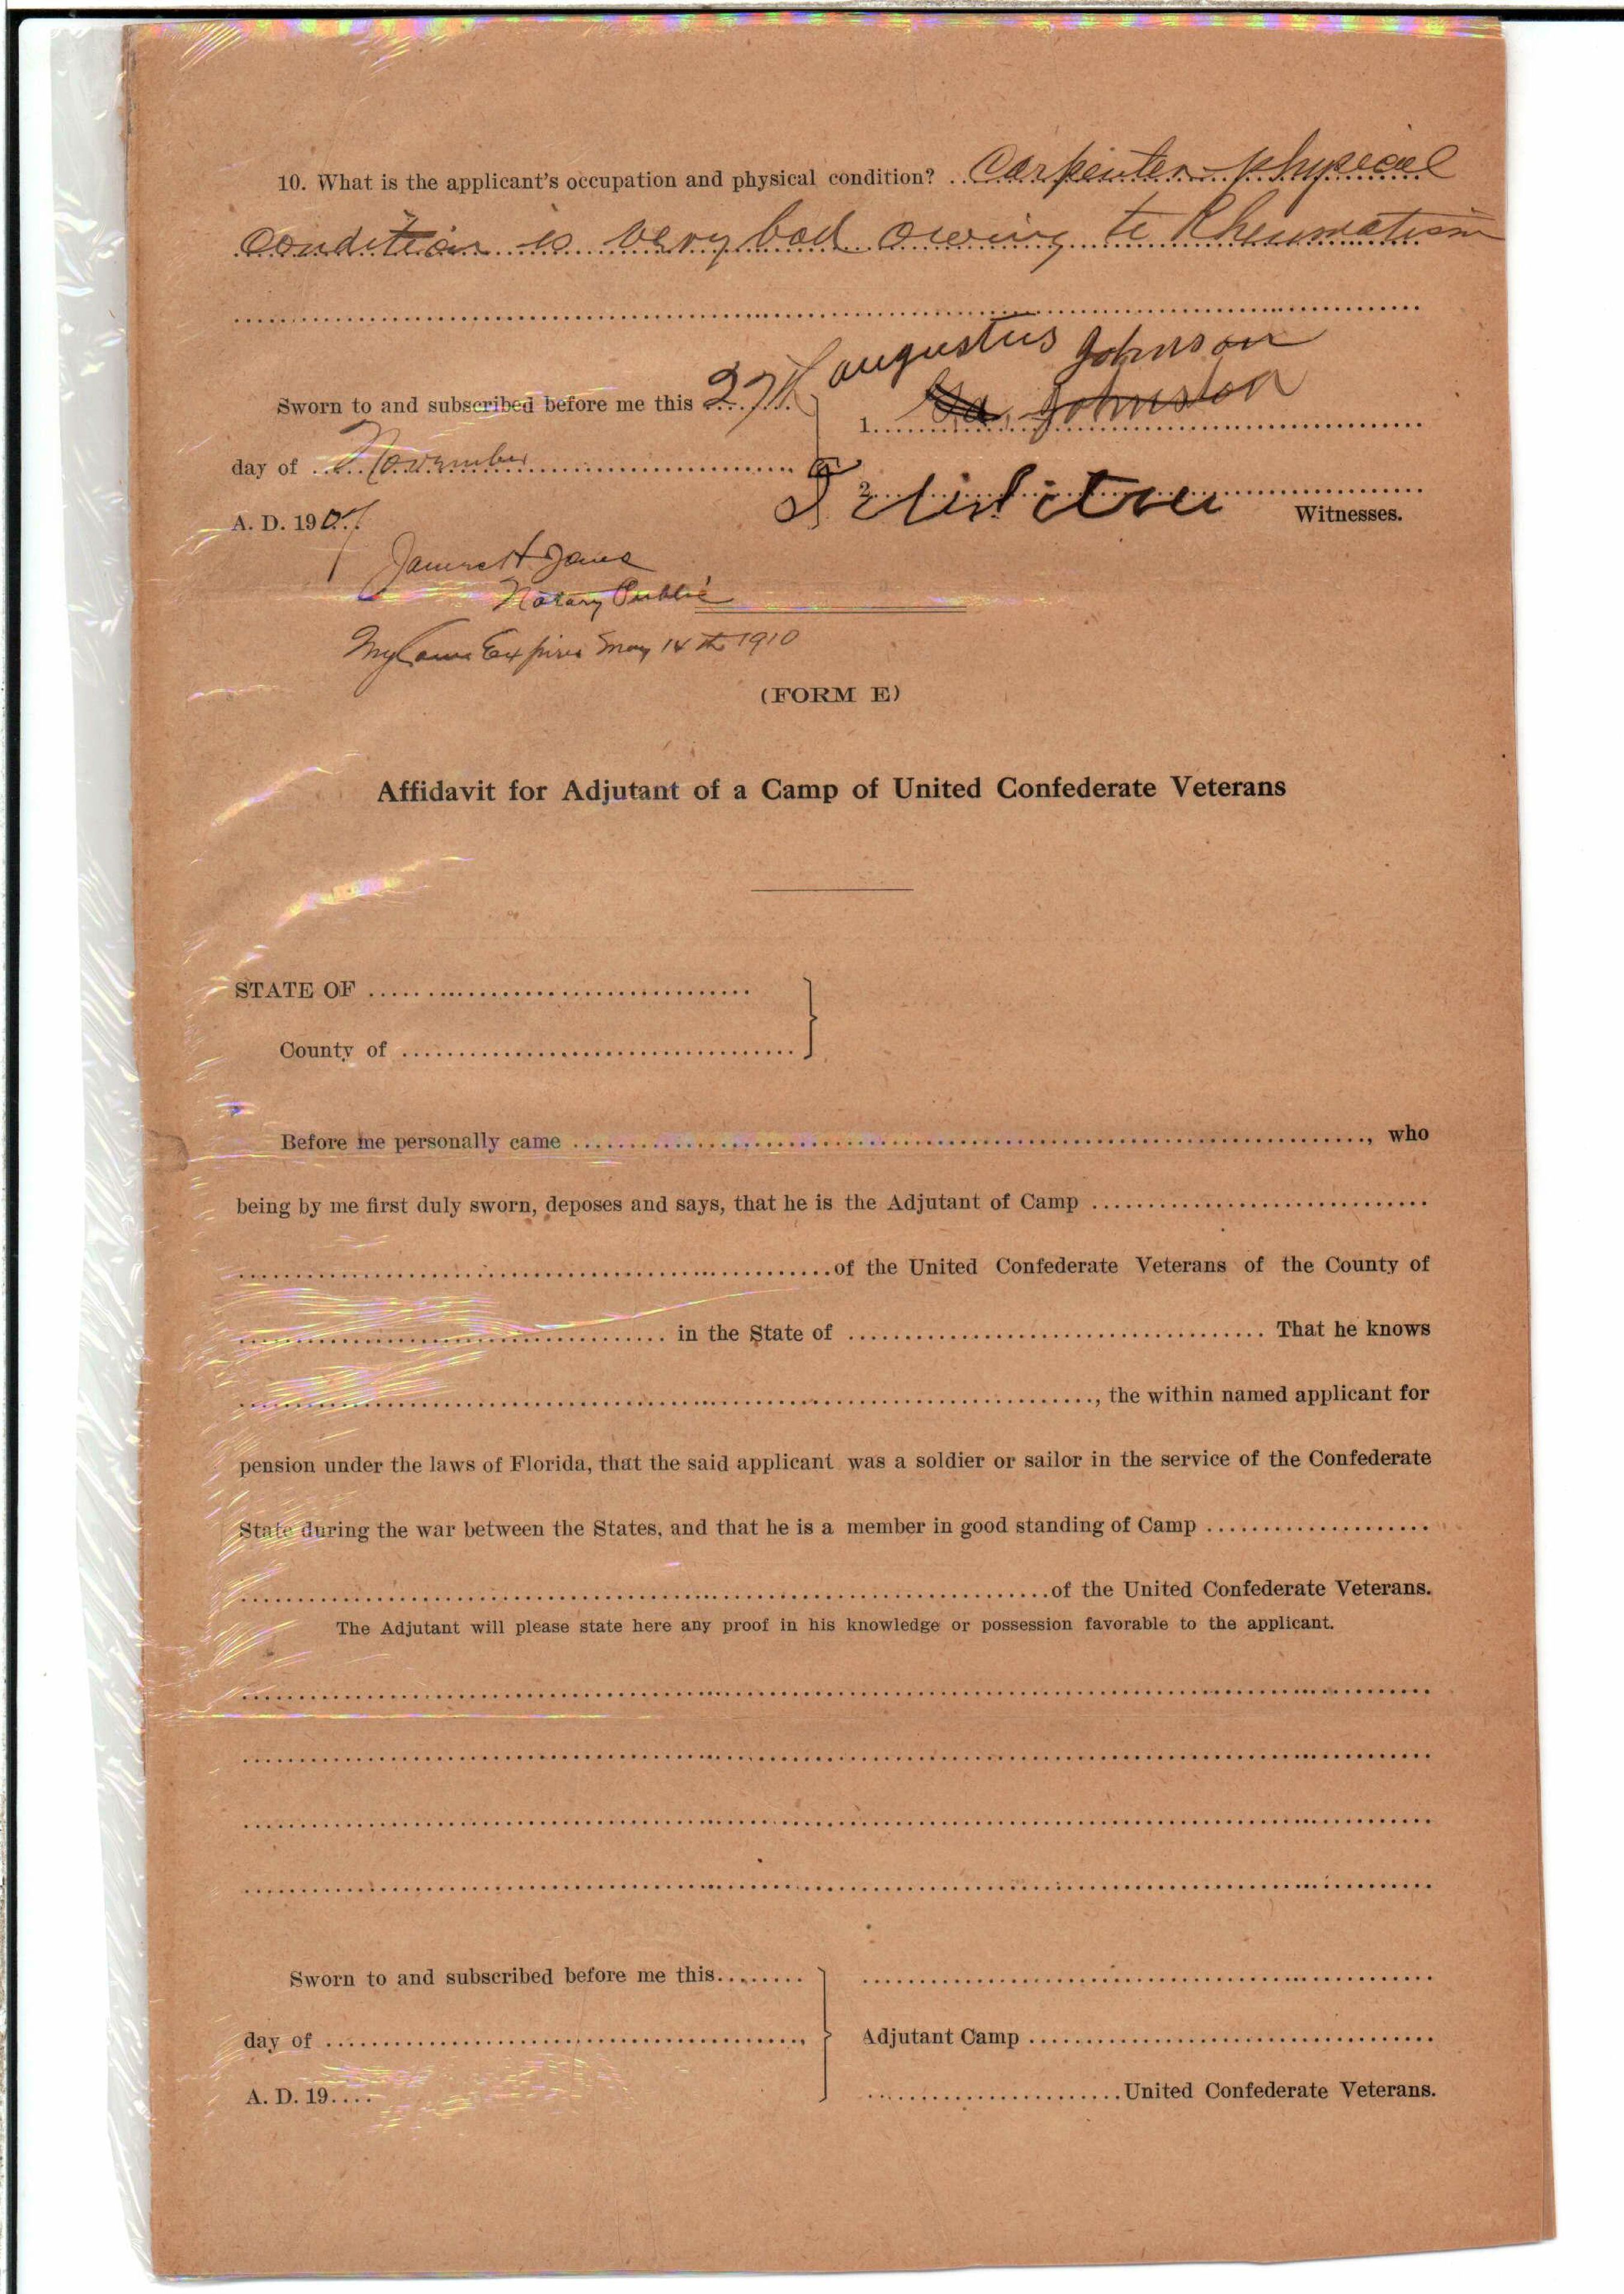 10. What is the applicant's occupation and physical condition? Carpenter physical
condition is very bad owing to Rheumatism
augustus Johnson
Sworn to and subscribed before me this 27th
1. Johnston
day of November
2.
Witnesses.
A. D. 1907
James H Jones
Notary Public
My Com Expires May 14th 1910
(FORM E)
Affidavit for Adjutant of a Camp of United Confederate Veterans
STATE OF
County of
Before me personally came , who
being by me first duly sworn, deposes and says, that he is the Adjutant of Camp
of the United Confederate Veterans of the County of
in the State of That he knows
, the within named applicant for
pension under the laws of Florida, that the said applicant was a soldier or sailor in the service of the Confederate
State during the war between the States, and that he is a member in good standing of Camp
of the United Confederate Veterans.
The Adjutant will please state here any proof in his knowledge or possession favorable to the applicant.
Sworn to and subscribed before me this
day of
Adjutant Camp
A. D. 19
United Confederate Veterans.